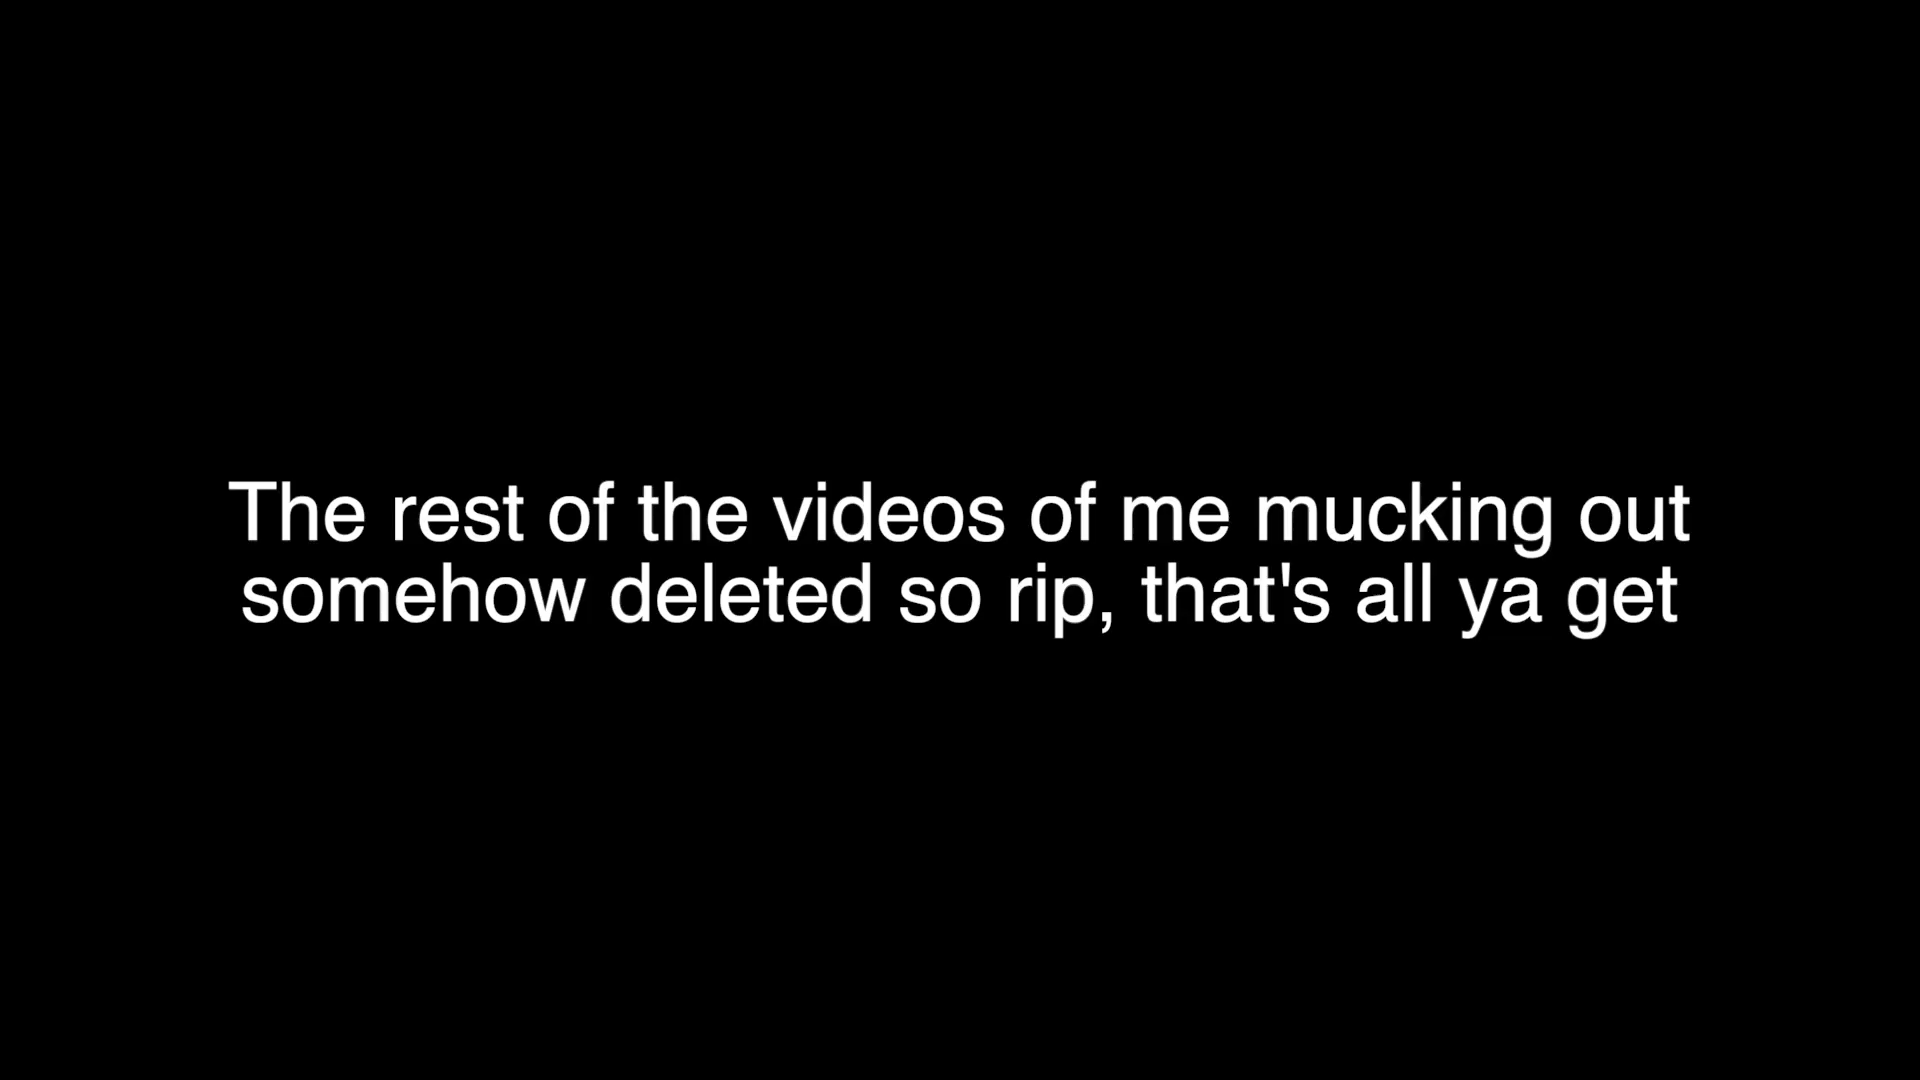 The rest of the videos of me mucking out
somehow deleted so rip, that's all ya get